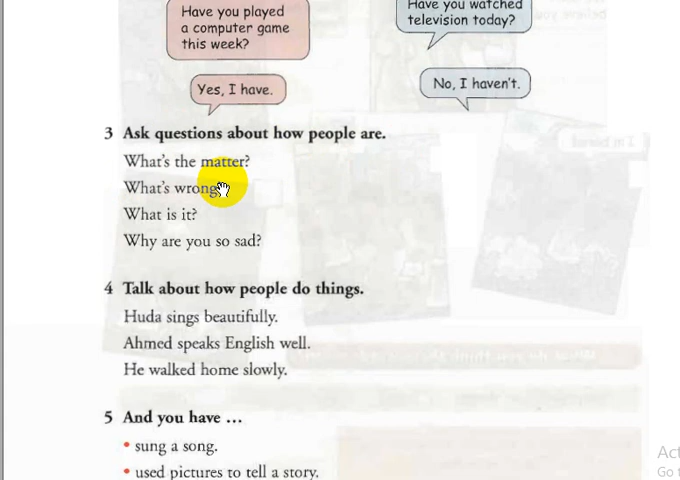 Have you played
a computer game
this week?
Have you watched
television today?
Yes, I have.
No, I haven't.
3 Ask questions about how people are.
What's the matter?
What's wrong?
What is it?
Why are you so sad?
4 Talk about how people do things.
Huda sings beautifully.
Ahmed speaks English well.
He walked home slowly.
5 And you have ...
• sung a song.
• used pictures to tell a story.